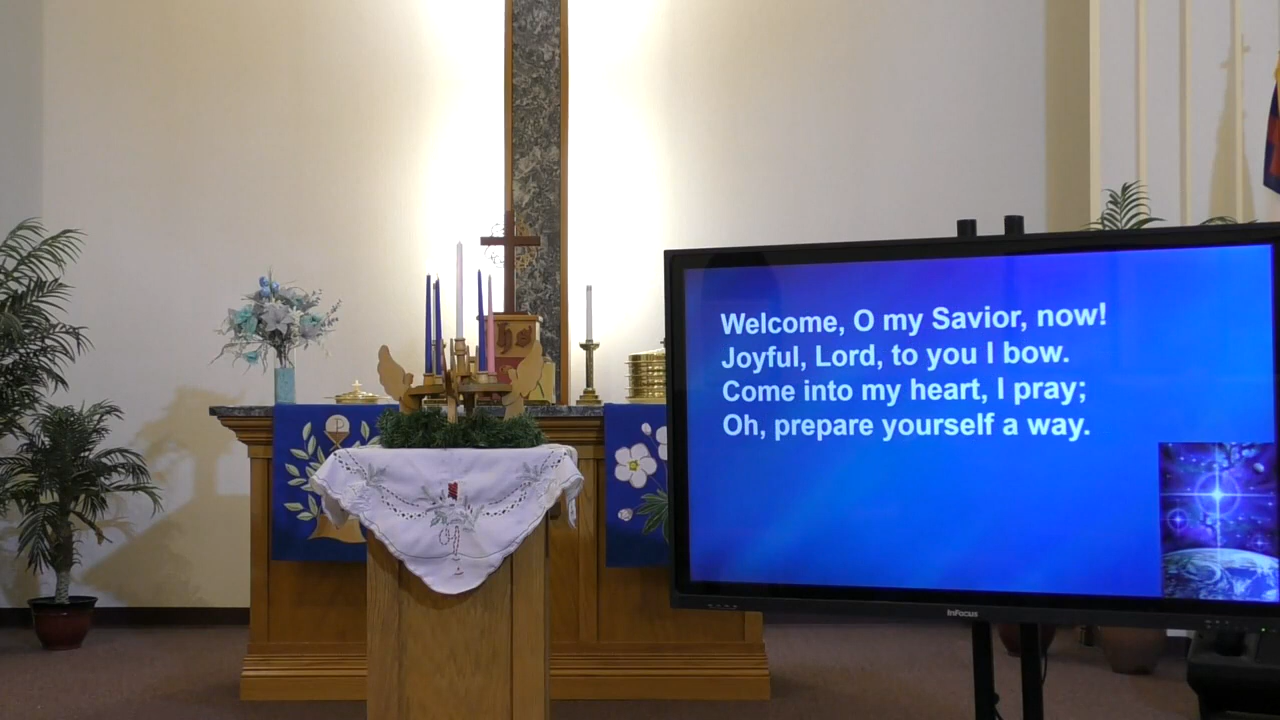 Welcome, O my Savior, now!
Joyful, Lord, to you I bow.
Come into my heart, I pray;
Oh, prepare yourself a way.
InFocus
ihs